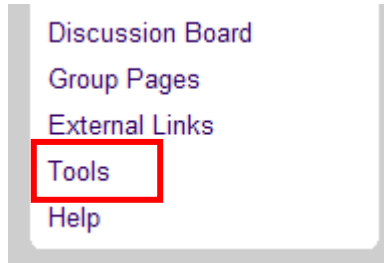 Discussion Board
Group Pages
External Links
Tools
Help